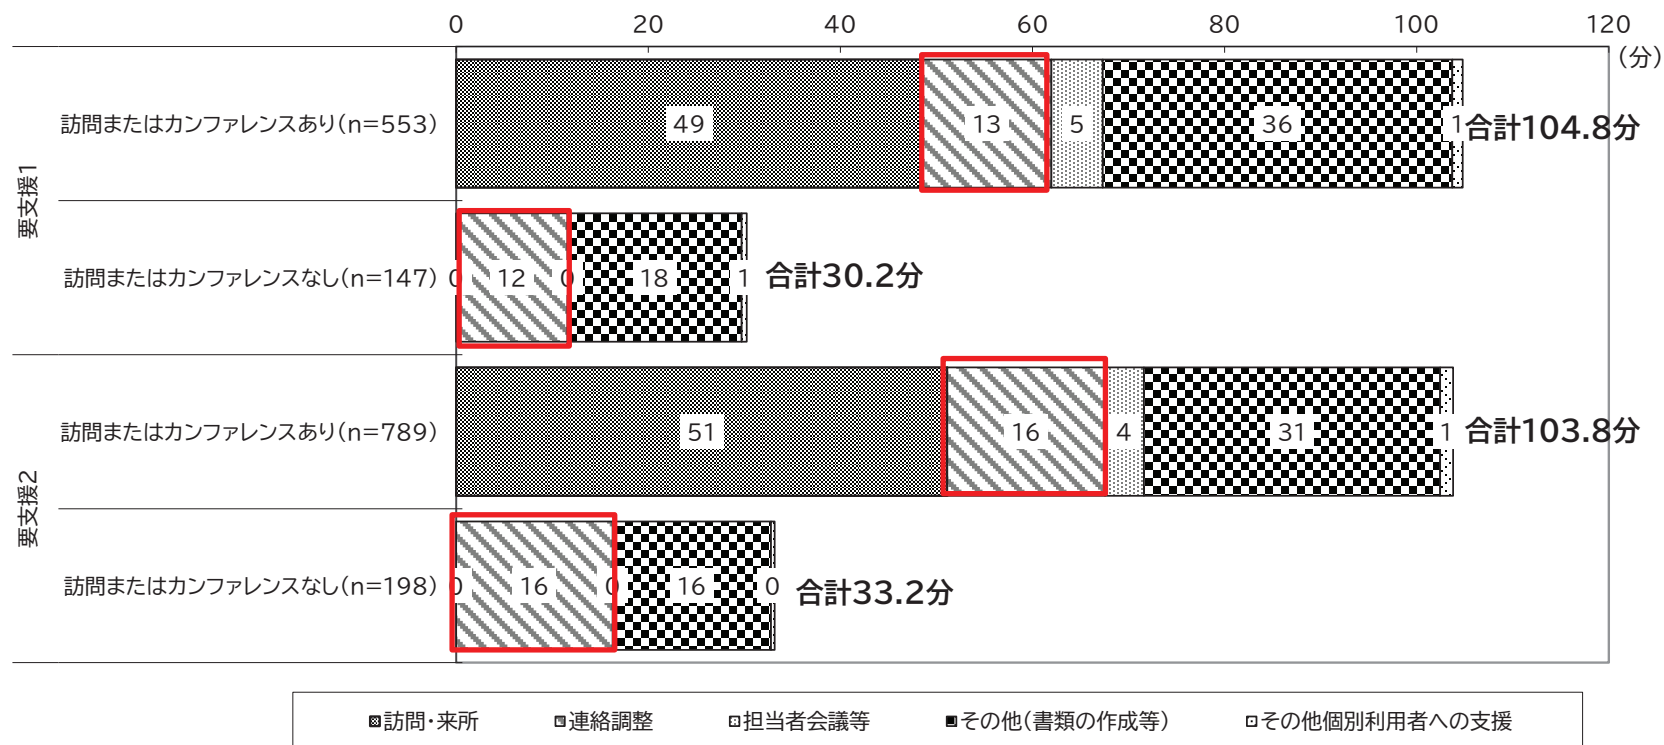 0 20 40 60 80 100 120
(分)
要支援1
訪問またはカンファレンスあり(n=553)
49 13 5 36 1 合計104.8分
訪問またはカンファレンスなし(n=147)
0 12 0 18 1 合計30.2分
要支援2
訪問またはカンファレンスあり(n=789)
51 16 4 31 1 合計103.8分
訪問またはカンファレンスなし(n=198)
0 16 0 16 0 合計33.2分
訪問・来所 連絡調整 担当者会議等 その他(書類の作成等) その他個別利用者への支援